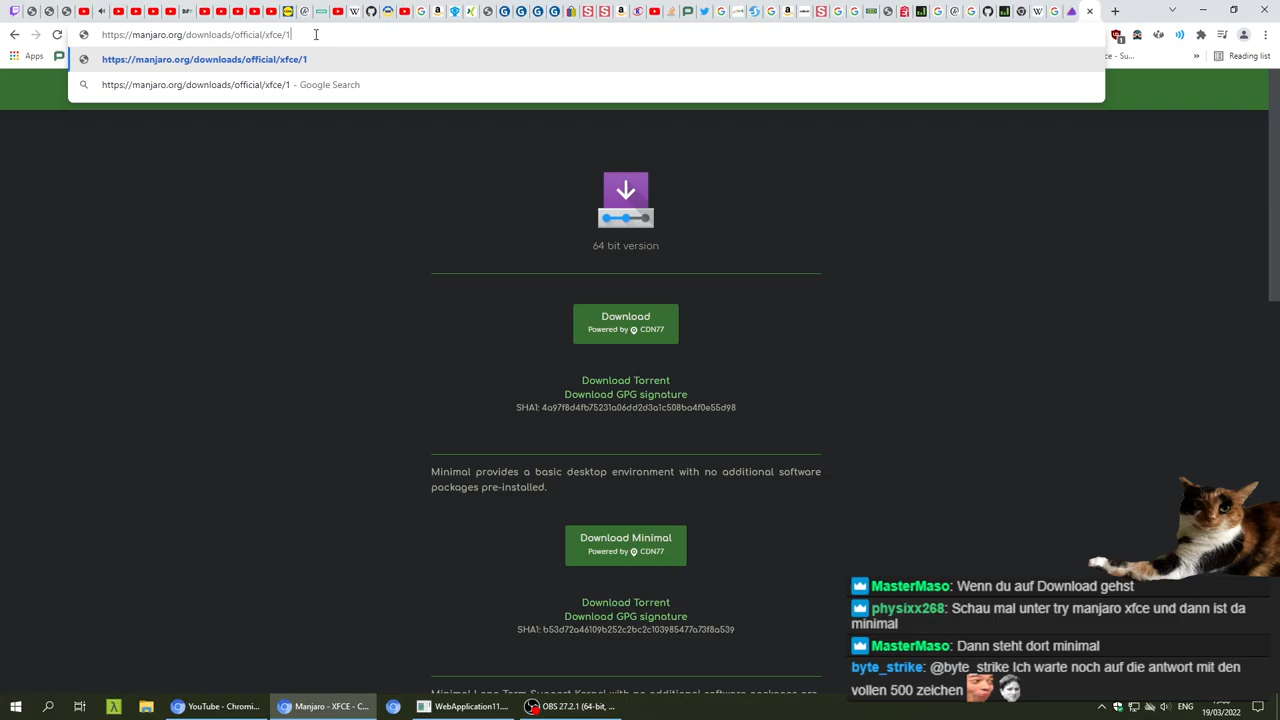 https://manjaro.org/downloads/official/xfce/1
https://manjaro.org/downloads/official/xfce/1
https://manjaro.org/downloads/official/xfce/1 - Google Search
Apps
Reading list
64 bit version
Download
Powered by CDN77
Download Torrent
Download GPG signature
SHA1: 4a97f8d4fb75231a06dd2d3a1c508ba4f0e55d98
Minimal provides a basic desktop environment with no additional software
packages pre-installed.
Download Minimal
Powered by CDN77
Download Torrent
Download GPG signature
SHA1: b53d72a46109b252c2bc2c103985477a73f8a539
MasterMaso: Wenn du auf Download gehst
physixx268: Schau mal unter try manjaro xfce und dann ist da
minimal
MasterMaso: Dann steht dort minimal
byte_strike: @byte_strike Ich warte noch auf die antwort mit den
vollen 500 zeichen
YouTube - Chromi...
Manjaro - XFCE - C...
WebApplication11....
OBS 27.2.1 (64-bit, ...
ENG
19/03/2022